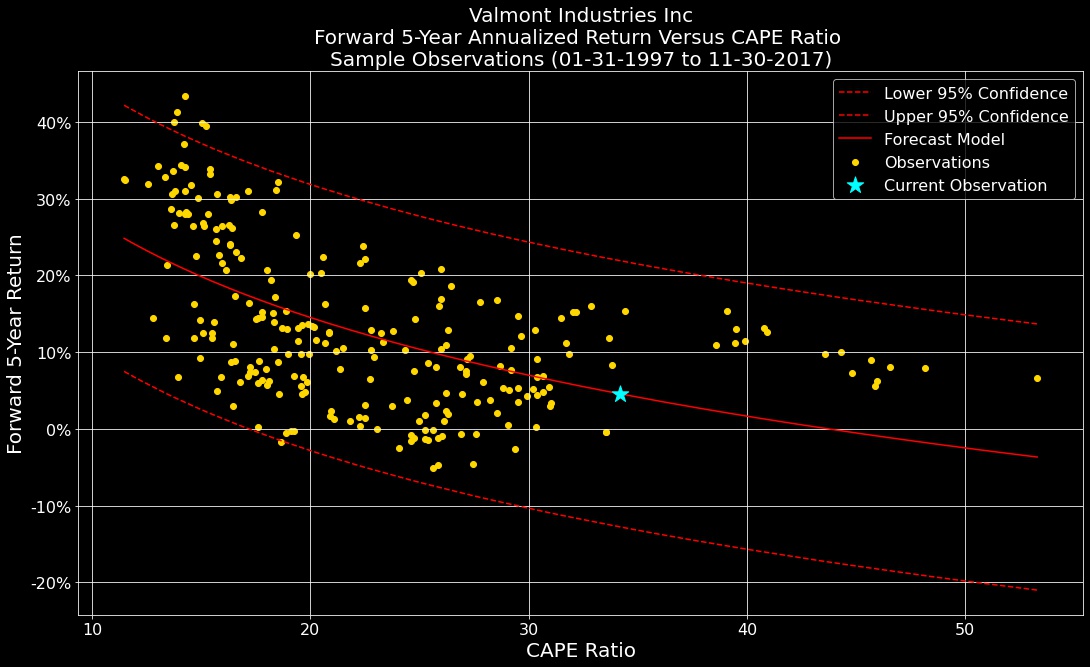 Valmont Industries Inc
Forward 5-Year Annualized Return Versus CAPE Ratio
Sample Observations (01-31-1997 to 11-30-2017)
Lower 95% Confidence
Upper 95% Confidence
Forecast Model
Observations
Current Observation
Forward 5-Year Return
40%
30%
20%
10%
0%
-10%
-20%
10
20
30
40
50
CAPE Ratio